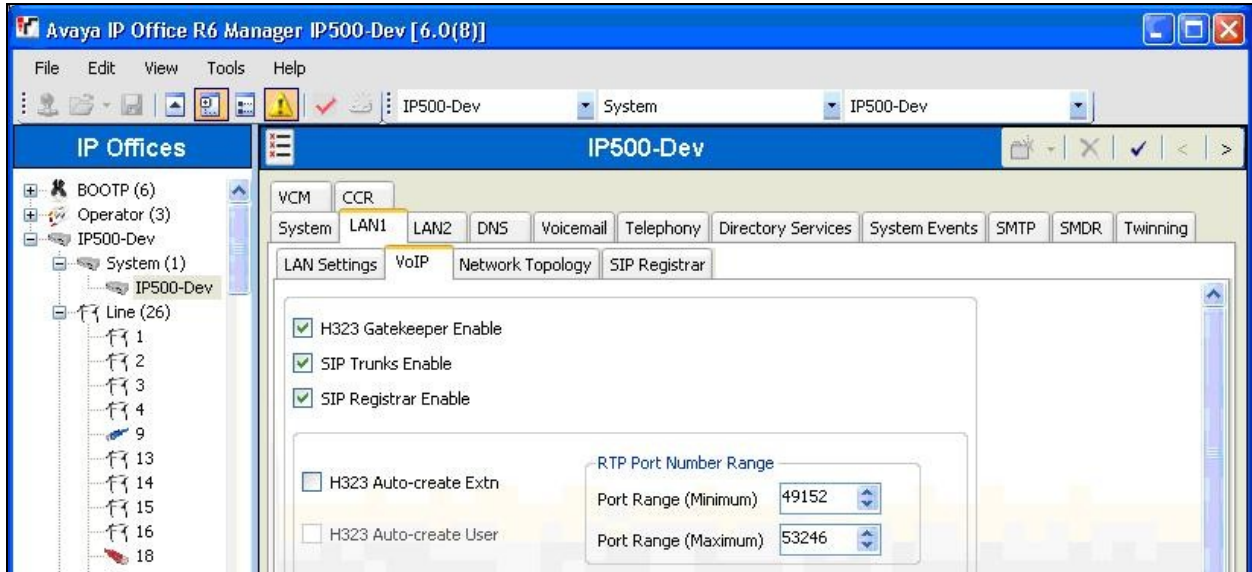 Avaya IP Office R6 Manager IP500-Dev [6.0(8)]
File Edit View Tools Help
IP500-Dev System IP500-Dev
IP Offices
IP500-Dev
BOOTP (6)
Operator (3)
IP500-Dev
System (1)
IP500-Dev
Line (26)
1
2
3
4
9
13
14
15
16
18
VCM CCR
System LAN1 LAN2 DNS Voicemail Telephony Directory Services System Events SMTP SMDR Twinning
LAN Settings VoIP Network Topology SIP Registrar
H323 Gatekeeper Enable
SIP Trunks Enable
SIP Registrar Enable
H323 Auto-create Extn
H323 Auto-create User
RTP Port Number Range
Port Range (Minimum) 49152
Port Range (Maximum) 53246